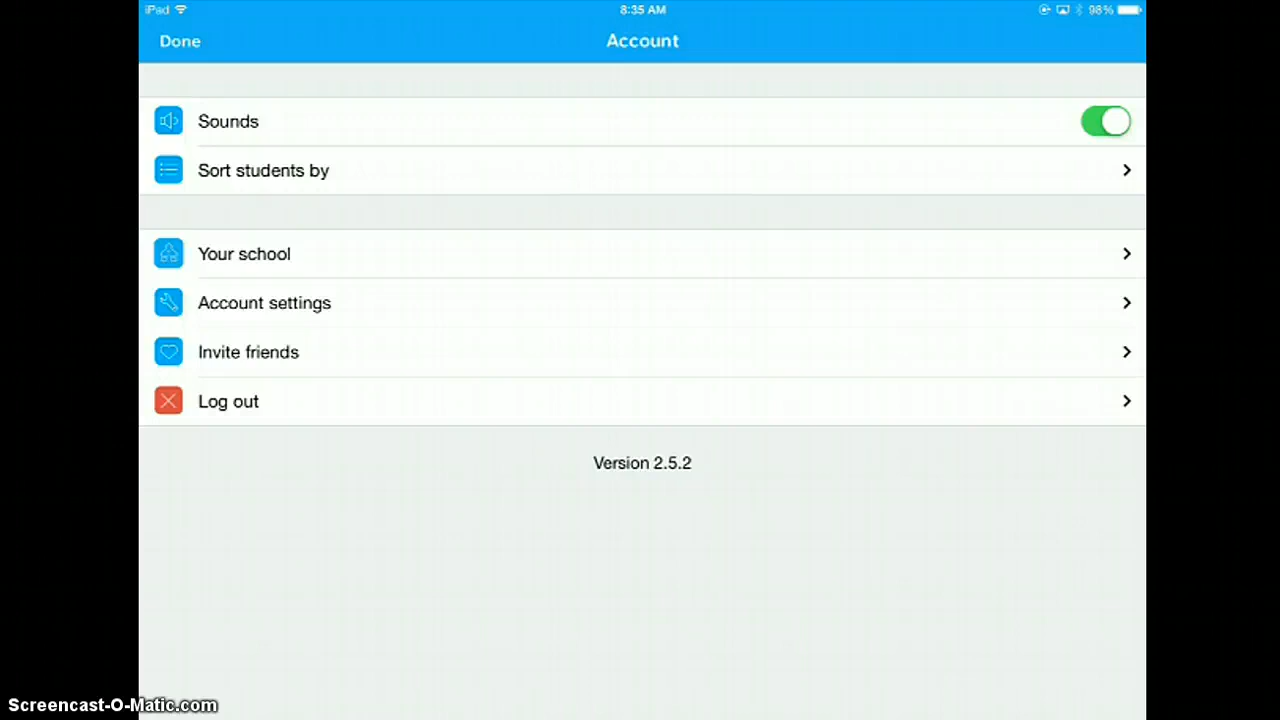 iPad 8:35 AM 98%
Done Account
Sounds
Sort students by
Your school
Account settings
Invite friends
Log out
Version 2.5.2
Screencast-O-Matic.com